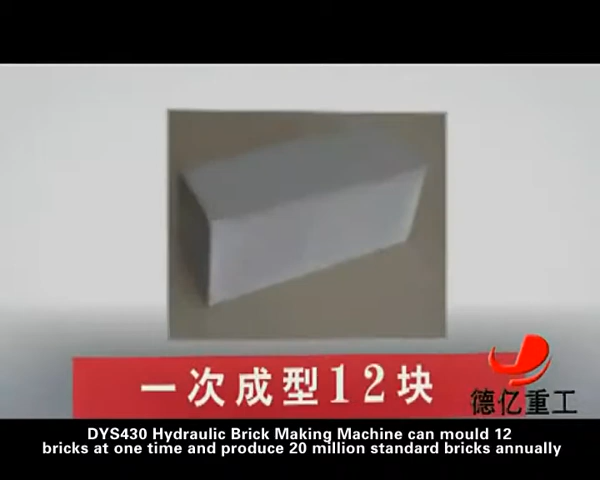 一次成型12块
德亿重工
DYS430 Hydraulic Brick Making Machine can mould 12
bricks at one time and produce 20 million standard bricks annually